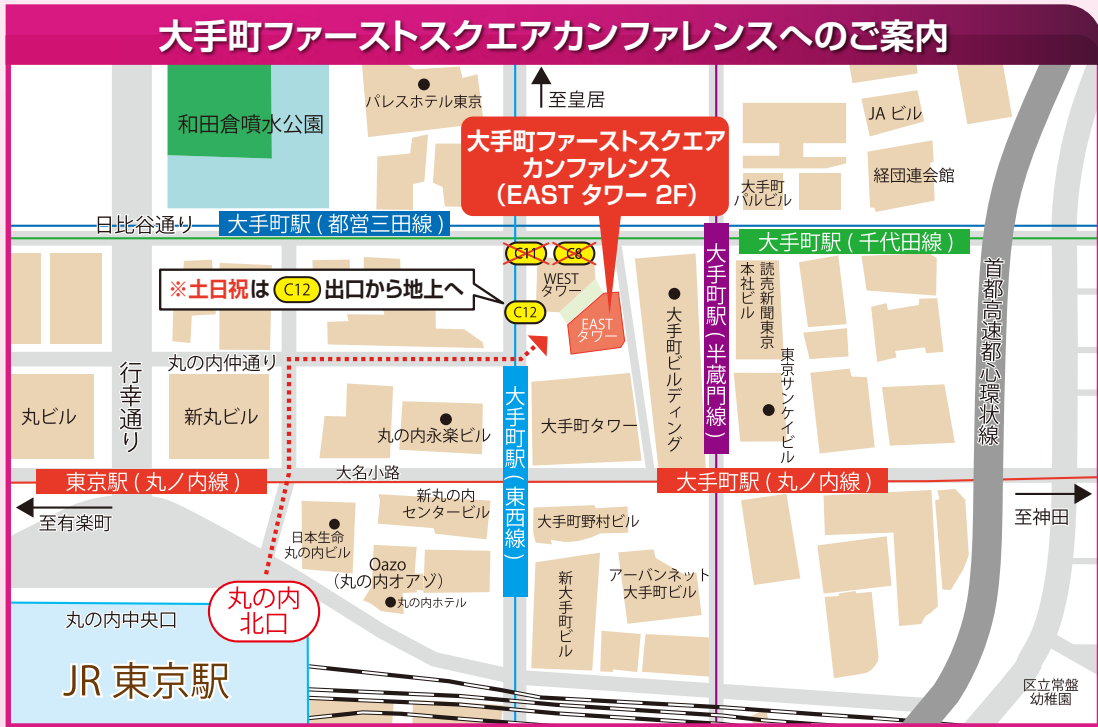 大手町ファーストスクエアカンファレンスへのご案内
パレスホテル東京
至皇居
和田倉噴水公園
大手町ファーストスクエア
カンファレンス
(EAST タワー 2F)
JA ビル
経団連会館
大手町
パルビル
日比谷通り
大手町駅(都営三田線)
大手町駅(千代田線)
C11
C8
WEST
タワー
※土日祝は C12 出口から地上へ
C12
EAST
タワー
大手町ビルディング
大手町駅(半蔵門線)
読売新聞東京
本社ビル
東京サンケイビル
首都高速都心環状線
丸の内仲通り
行幸通り
丸ビル
新丸ビル
丸の内永楽ビル
大手町駅(東西線)
大手町タワー
大名小路
東京駅(丸ノ内線)
大手町駅(丸ノ内線)
至有楽町
至神田
新丸の内
センタービル
日本生命
丸の内ビル
大手町野村ビル
Oazo
(丸の内オアゾ)
丸の内ホテル
新大手町ビル
アーバンネット
大手町ビル
丸の内
北口
丸の内中央口
JR 東京駅
区立常盤
幼稚園